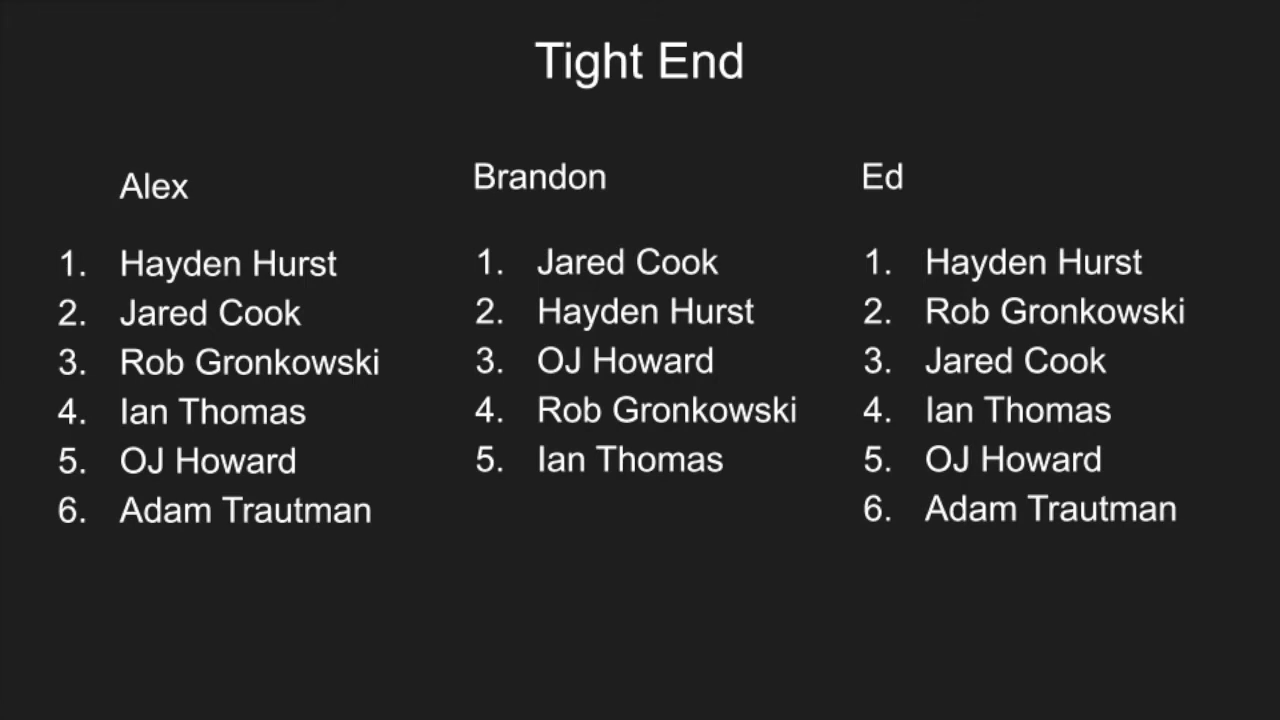 Tight End
Alex
1. Hayden Hurst
2. Jared Cook
3. Rob Gronkowski
4. Ian Thomas
5. OJ Howard
6. Adam Trautman
Brandon
1. Jared Cook
2. Hayden Hurst
3. OJ Howard
4. Rob Gronkowski
5. Ian Thomas
Ed
1. Hayden Hurst
2. Rob Gronkowski
3. Jared Cook
4. Ian Thomas
5. OJ Howard
6. Adam Trautman